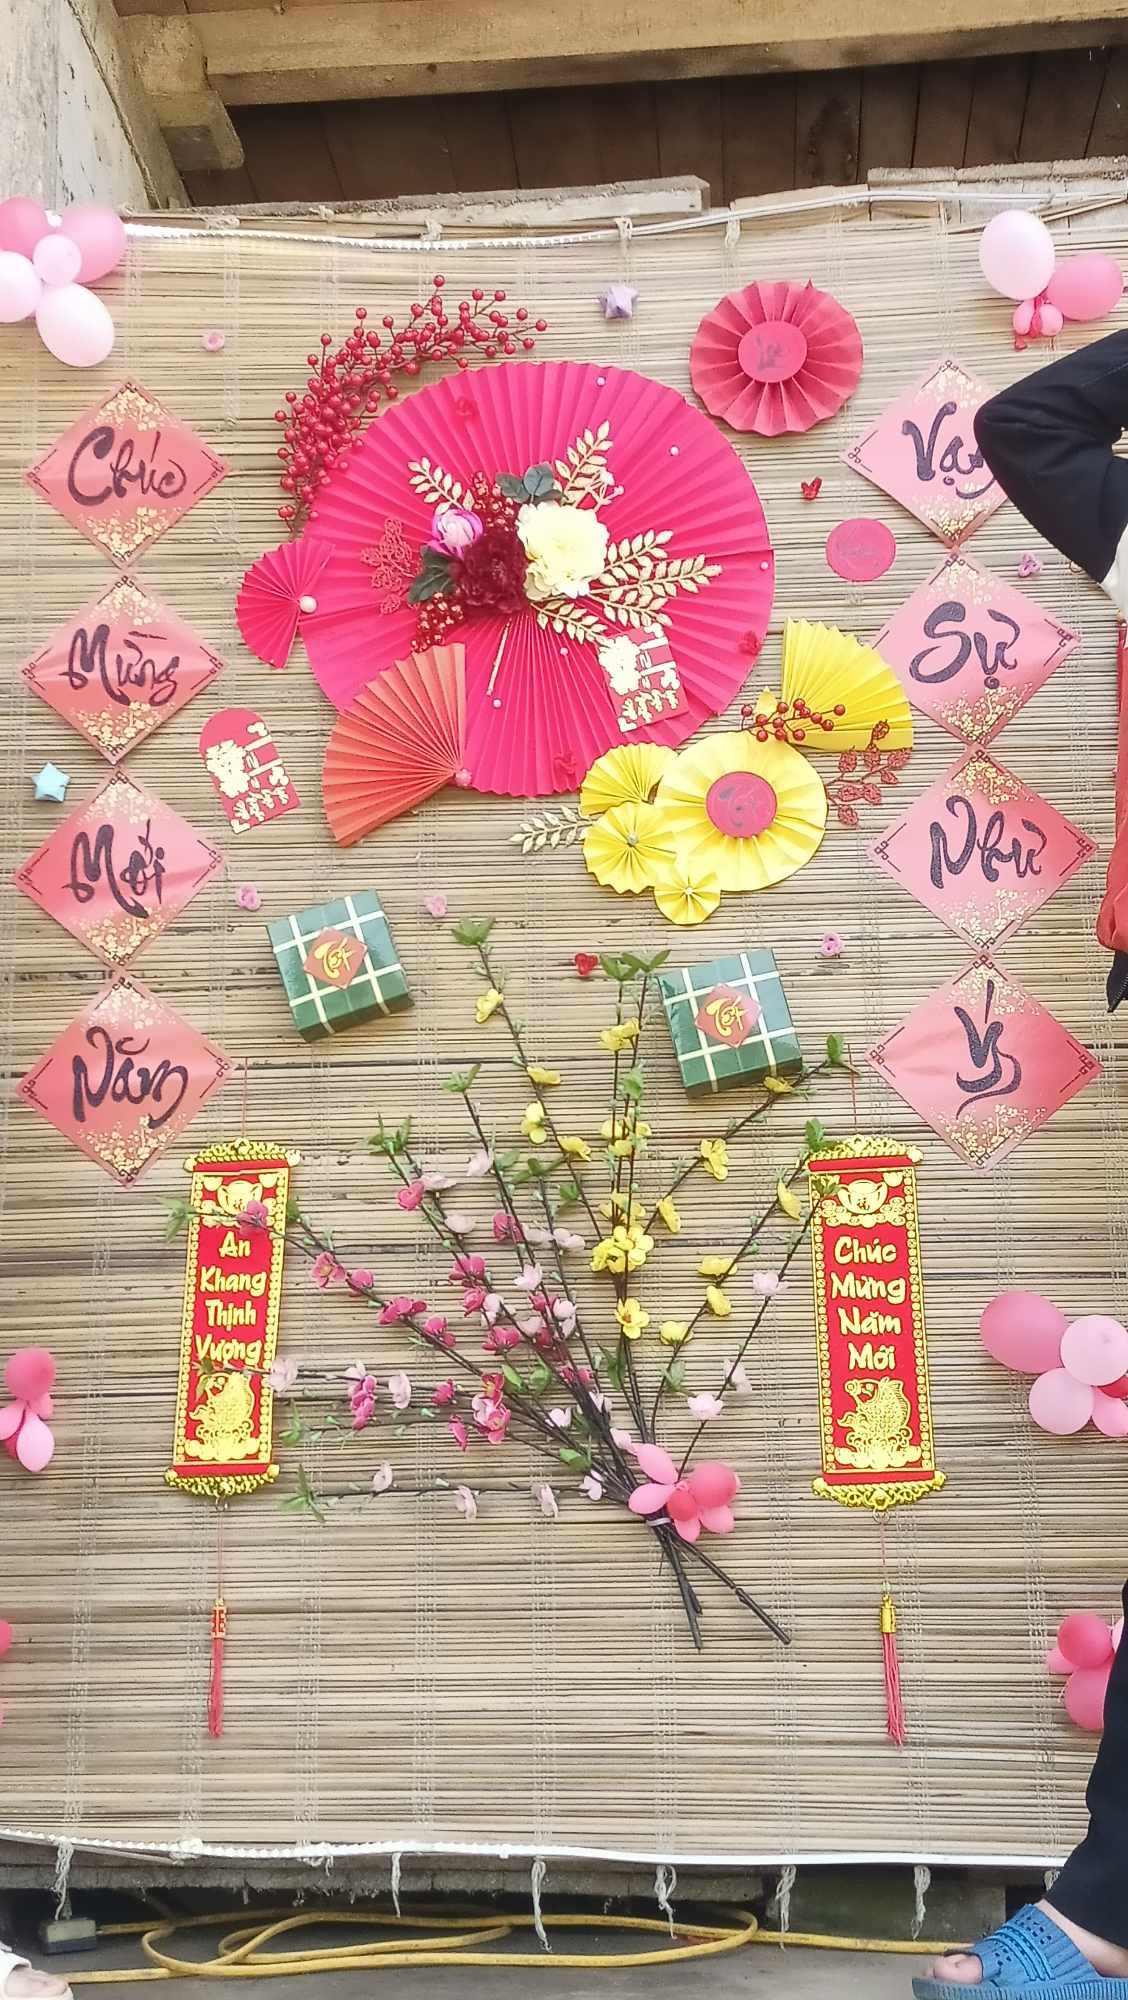 Chúc
Mừng
Mới
Năm
Vạn
Sự
Như
Ý
Tết
Tết
An
Khang
Thịnh
Vượng
Chúc
Mừng
Năm
Mới